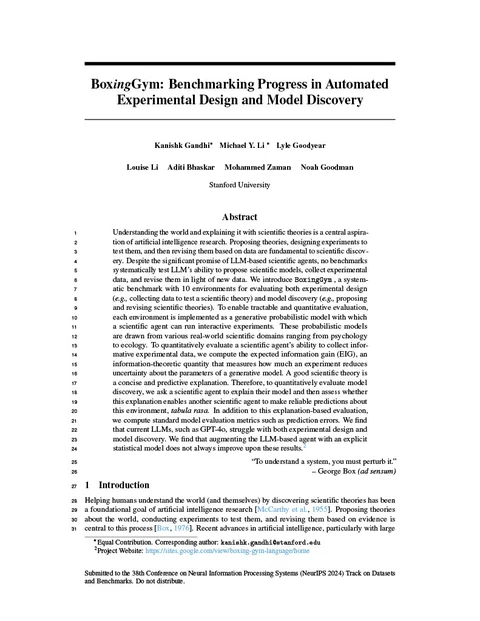 BoxingGym: Benchmarking Progress in Automated
Experimental Design and Model Discovery
Kanishk Gandhi* Michael Y. Li * Lyle Goodyear
Louise Li Aditi Bhaskar Mohammed Zaman Noah Goodman
Stanford University
Abstract
1 Understanding the world and explaining it with scientific theories is a central aspira-
2 tion of artificial intelligence research. Proposing theories, designing experiments to
3 test them, and then revising them based on data are fundamental to scientific discov-
4 ery. Despite the significant promise of LLM-based scientific agents, no benchmarks
5 systematically test LLM's ability to propose scientific models, collect experimental
6 data, and revise them in light of new data. We introduce BoxingGym, a system-
7 atic benchmark with 10 environments for evaluating both experimental design
8 (e.g., collecting data to test a scientific theory) and model discovery (e.g., proposing
9 and revising scientific theories). To enable tractable and quantitative evaluation,
10 each environment is implemented as a generative probabilistic model with which
11 a scientific agent can run interactive experiments. These probabilistic models
12 are drawn from various real-world scientific domains ranging from psychology
13 to ecology. To quantitatively evaluate a scientific agent's ability to collect infor-
14 mative experimental data, we compute the expected information gain (EIG), an
15 information-theoretic quantity that measures how much an experiment reduces
16 uncertainty about the parameters of a generative model. A good scientific theory is
17 a concise and predictive explanation. Therefore, to quantitatively evaluate model
18 discovery, we ask a scientific agent to explain their model and then assess whether
19 this explanation enables another scientific agent to make reliable predictions about
20 this environment, tabula rasa. In addition to this explanation-based evaluation,
21 we compute standard model evaluation metrics such as prediction errors. We find
22 that current LLMs, such as GPT-4o, struggle with both experimental design and
23 model discovery. We find that augmenting the LLM-based agent with an explicit
24 statistical model does not always improve upon these results.2
25 "To understand a system, you must perturb it."
26 – George Box (ad sensum)
27 1 Introduction
28 Helping humans understand the world (and themselves) by discovering scientific theories has been
29 a foundational goal of artificial intelligence research [McCarthy et al., 1955]. Proposing theories
30 about the world, conducting experiments to test them, and revising them based on evidence is
31 central to this process [Box, 1976]. Recent advances in artificial intelligence, particularly with large
*Equal Contribution. Corresponding author: kanishk.gandhi@stanford.edu
2Project Website: https://sites.google.com/view/boxing-gym-language/home
Submitted to the 38th Conference on Neural Information Processing Systems (NeurIPS 2024) Track on Datasets
and Benchmarks. Do not distribute.